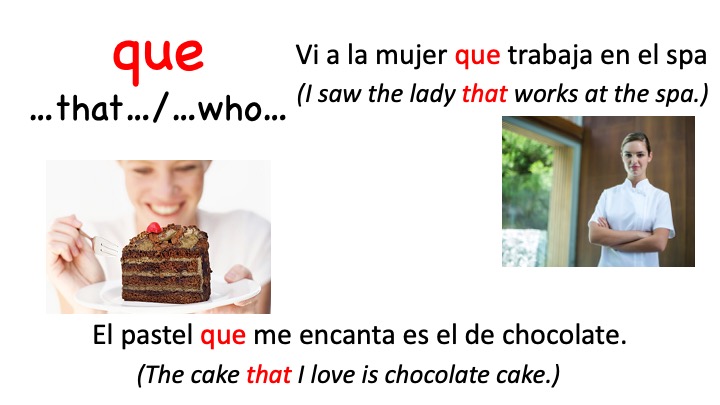 que
...that.../...who...
Vi a la mujer que trabaja en el spa
(I saw the lady that works at the spa.)
El pastel que me encanta es el de chocolate.
(The cake that I love is chocolate cake.)